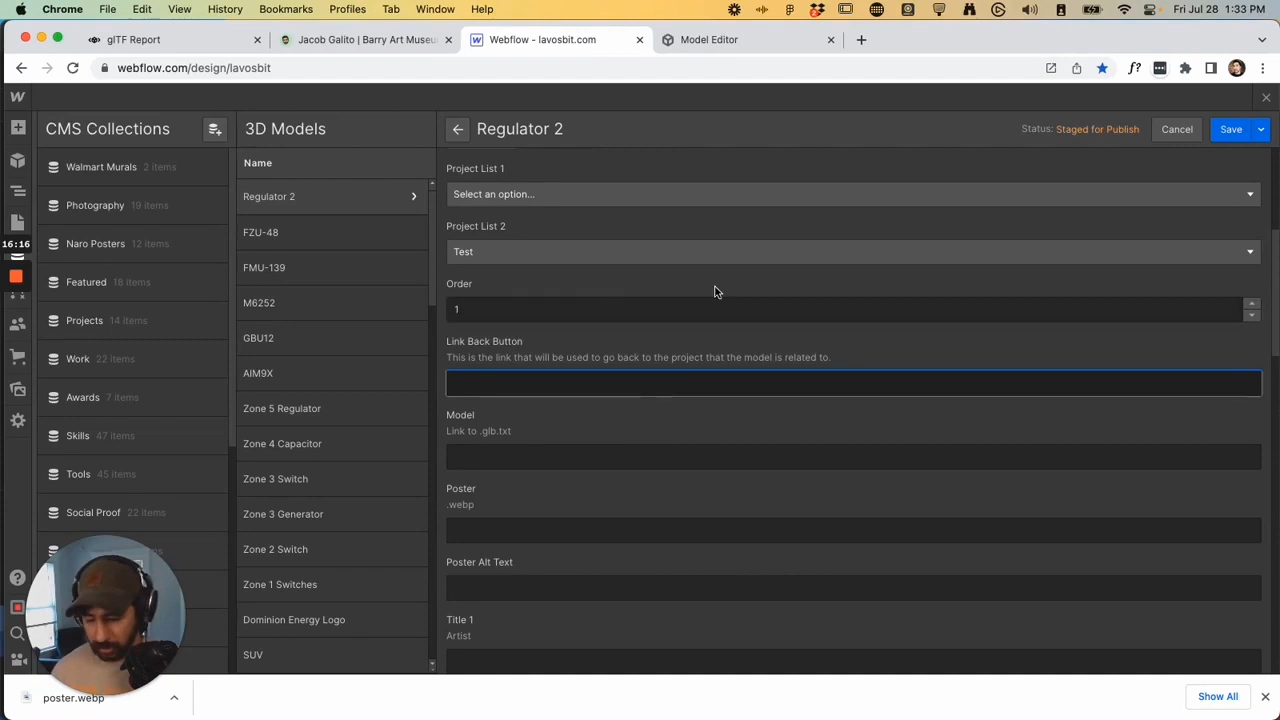 Chrome File Edit View History Bookmarks Profiles Tab Window Help Fri Jul 28 1:33 PM
glTF Report Jacob Galito | Barry Art Museu Webflow - lavosbit.com Model Editor
webflow.com/design/lavosbit
CMS Collections
3D Models
Regulator 2
Status: Staged for Publish
Cancel
Save
Walmart Murals 2 items
Photography 19 items
Naro Posters 12 items
Featured 18 items
Projects 14 items
Work 22 items
Awards 7 items
Skills 47 items
Tools 45 items
Social Proof 22 items
16:16
Name
Regulator 2
FZU-48
FMU-139
M6252
GBU12
AIM9X
Zone 5 Regulator
Zone 4 Capacitor
Zone 3 Switch
Zone 3 Generator
Zone 2 Switch
Zone 1 Switches
Dominion Energy Logo
SUV
Project List 1
Select an option...
Project List 2
Test
Order
1
Link Back Button
This is the link that will be used to go back to the project that the model is related to.
Model
Link to .glb.txt
Poster
.webp
Poster Alt Text
Title 1
Artist
poster.webp
Show All